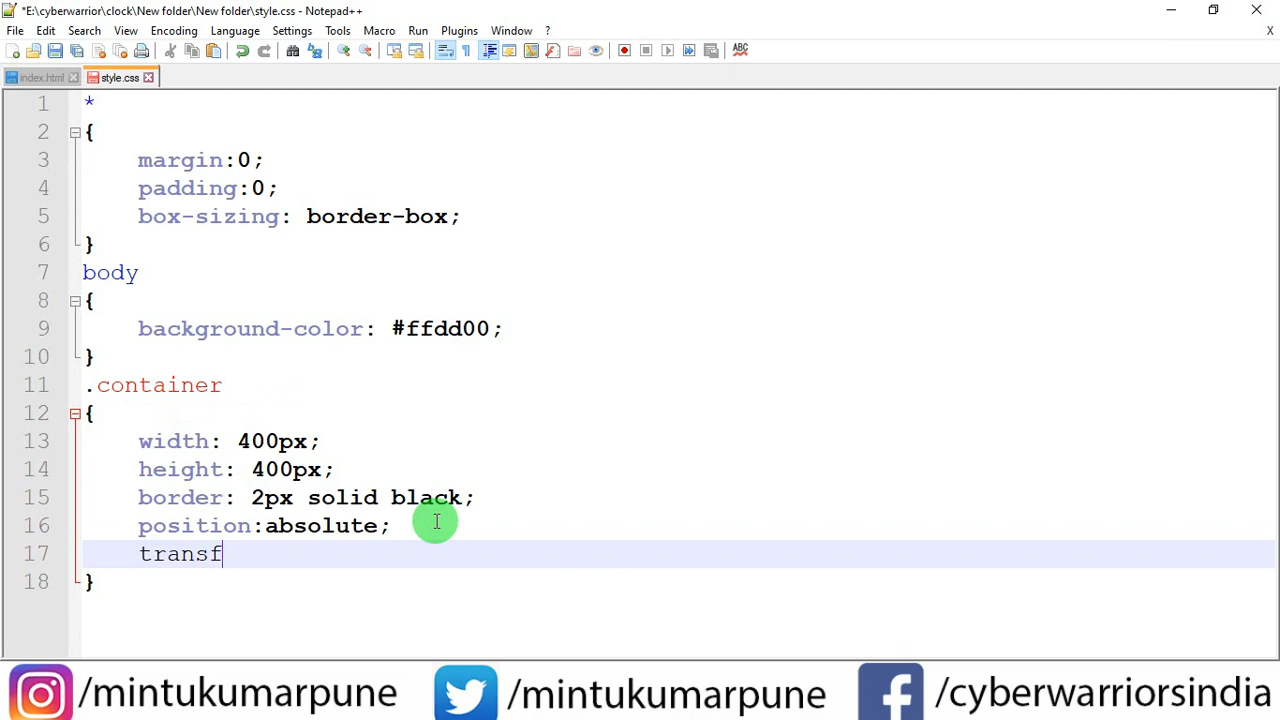 *E:\cyberwarrior\clock\New folder\New folder\style.css - Notepad++
File Edit Search View Encoding Language Settings Tools Macro Run Plugins Window ? X
ABC
index.html style.css
1 *
2 {
3 margin:0;
4 padding:0;
5 box-sizing: border-box;
6 }
7 body
8 {
9 background-color: #ffdd00;
10 }
11 .container
12 {
13 width: 400px;
14 height: 400px;
15 border: 2px solid black;
16 position:absolute;
17 transf
18 }
/mintukumarpune /mintukumarpune /cyberwarriorsindia